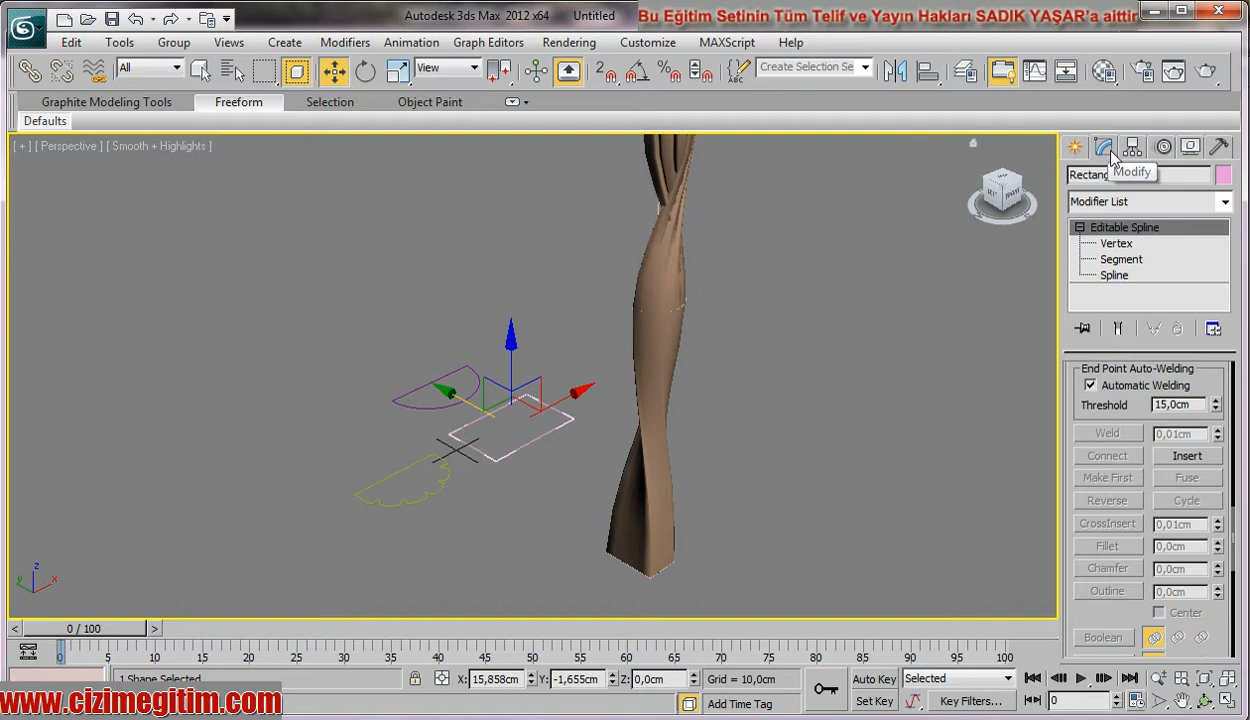 Autodesk 3ds Max 2012 x64 Untitled
Bu Eğitim Setinin Tüm Telif ve Yayın Hakları SADIK YAŞAR'a aittir
Edit Tools Group Views Create Modifiers Animation Graph Editors Rendering Customize MAXScript Help
All View Create Selection Se
Graphite Modeling Tools Freeform Selection Object Paint
Defaults
[ + ] [ Perspective ] [ Smooth + Highlights ]
Modify
Modifier List
Editable Spline
Vertex
Segment
Spline
End Point Auto-Welding
Automatic Welding
Threshold 15,0cm
Weld 0,01cm
Connect Insert
Make First Fuse
Reverse Cycle
CrossInsert 0,01cm
Fillet 0,0cm
Chamfer 0,0cm
Outline 0,0cm
Center
Boolean
z
y x
< 0 / 100 >
0 5 10 15 20 25 30 35 40 45 50 55 60 65 70 75 80 85 90 95 100
1 Shape Selected X: 15,858cm Y: -1,655cm Z: 0,0cm Grid = 10,0cm Auto Key Selected
www.cizimegitim.com Add Time Tag Set Key Key Filters... 0